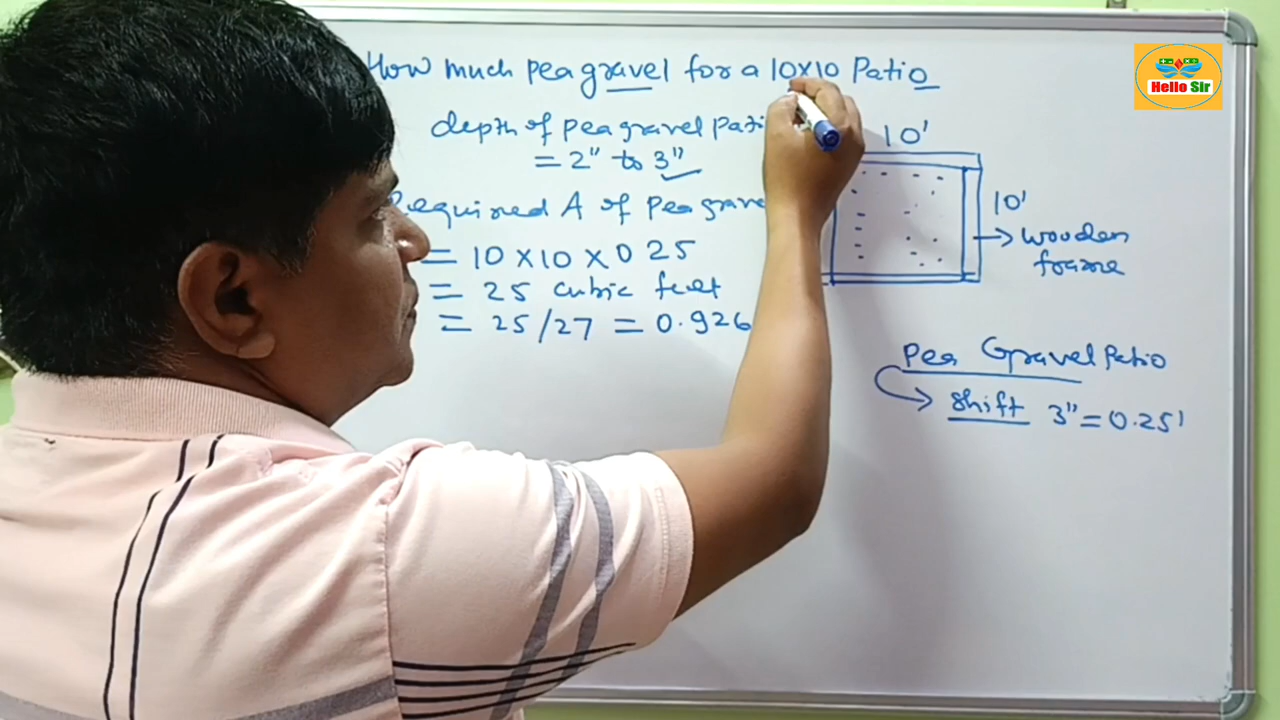 How much pea gravel for a 10x10 Patio
depth of pea gravel Pati
= 2" to 3"
Required A of Pea grave
= 10 x 10 x 0 25
= 25 cubic feet
= 25/27 = 0.926
10'
10'
wooden
frame
Pea Gravel Patio
Shift 3" = 0.25'
Hello Sir